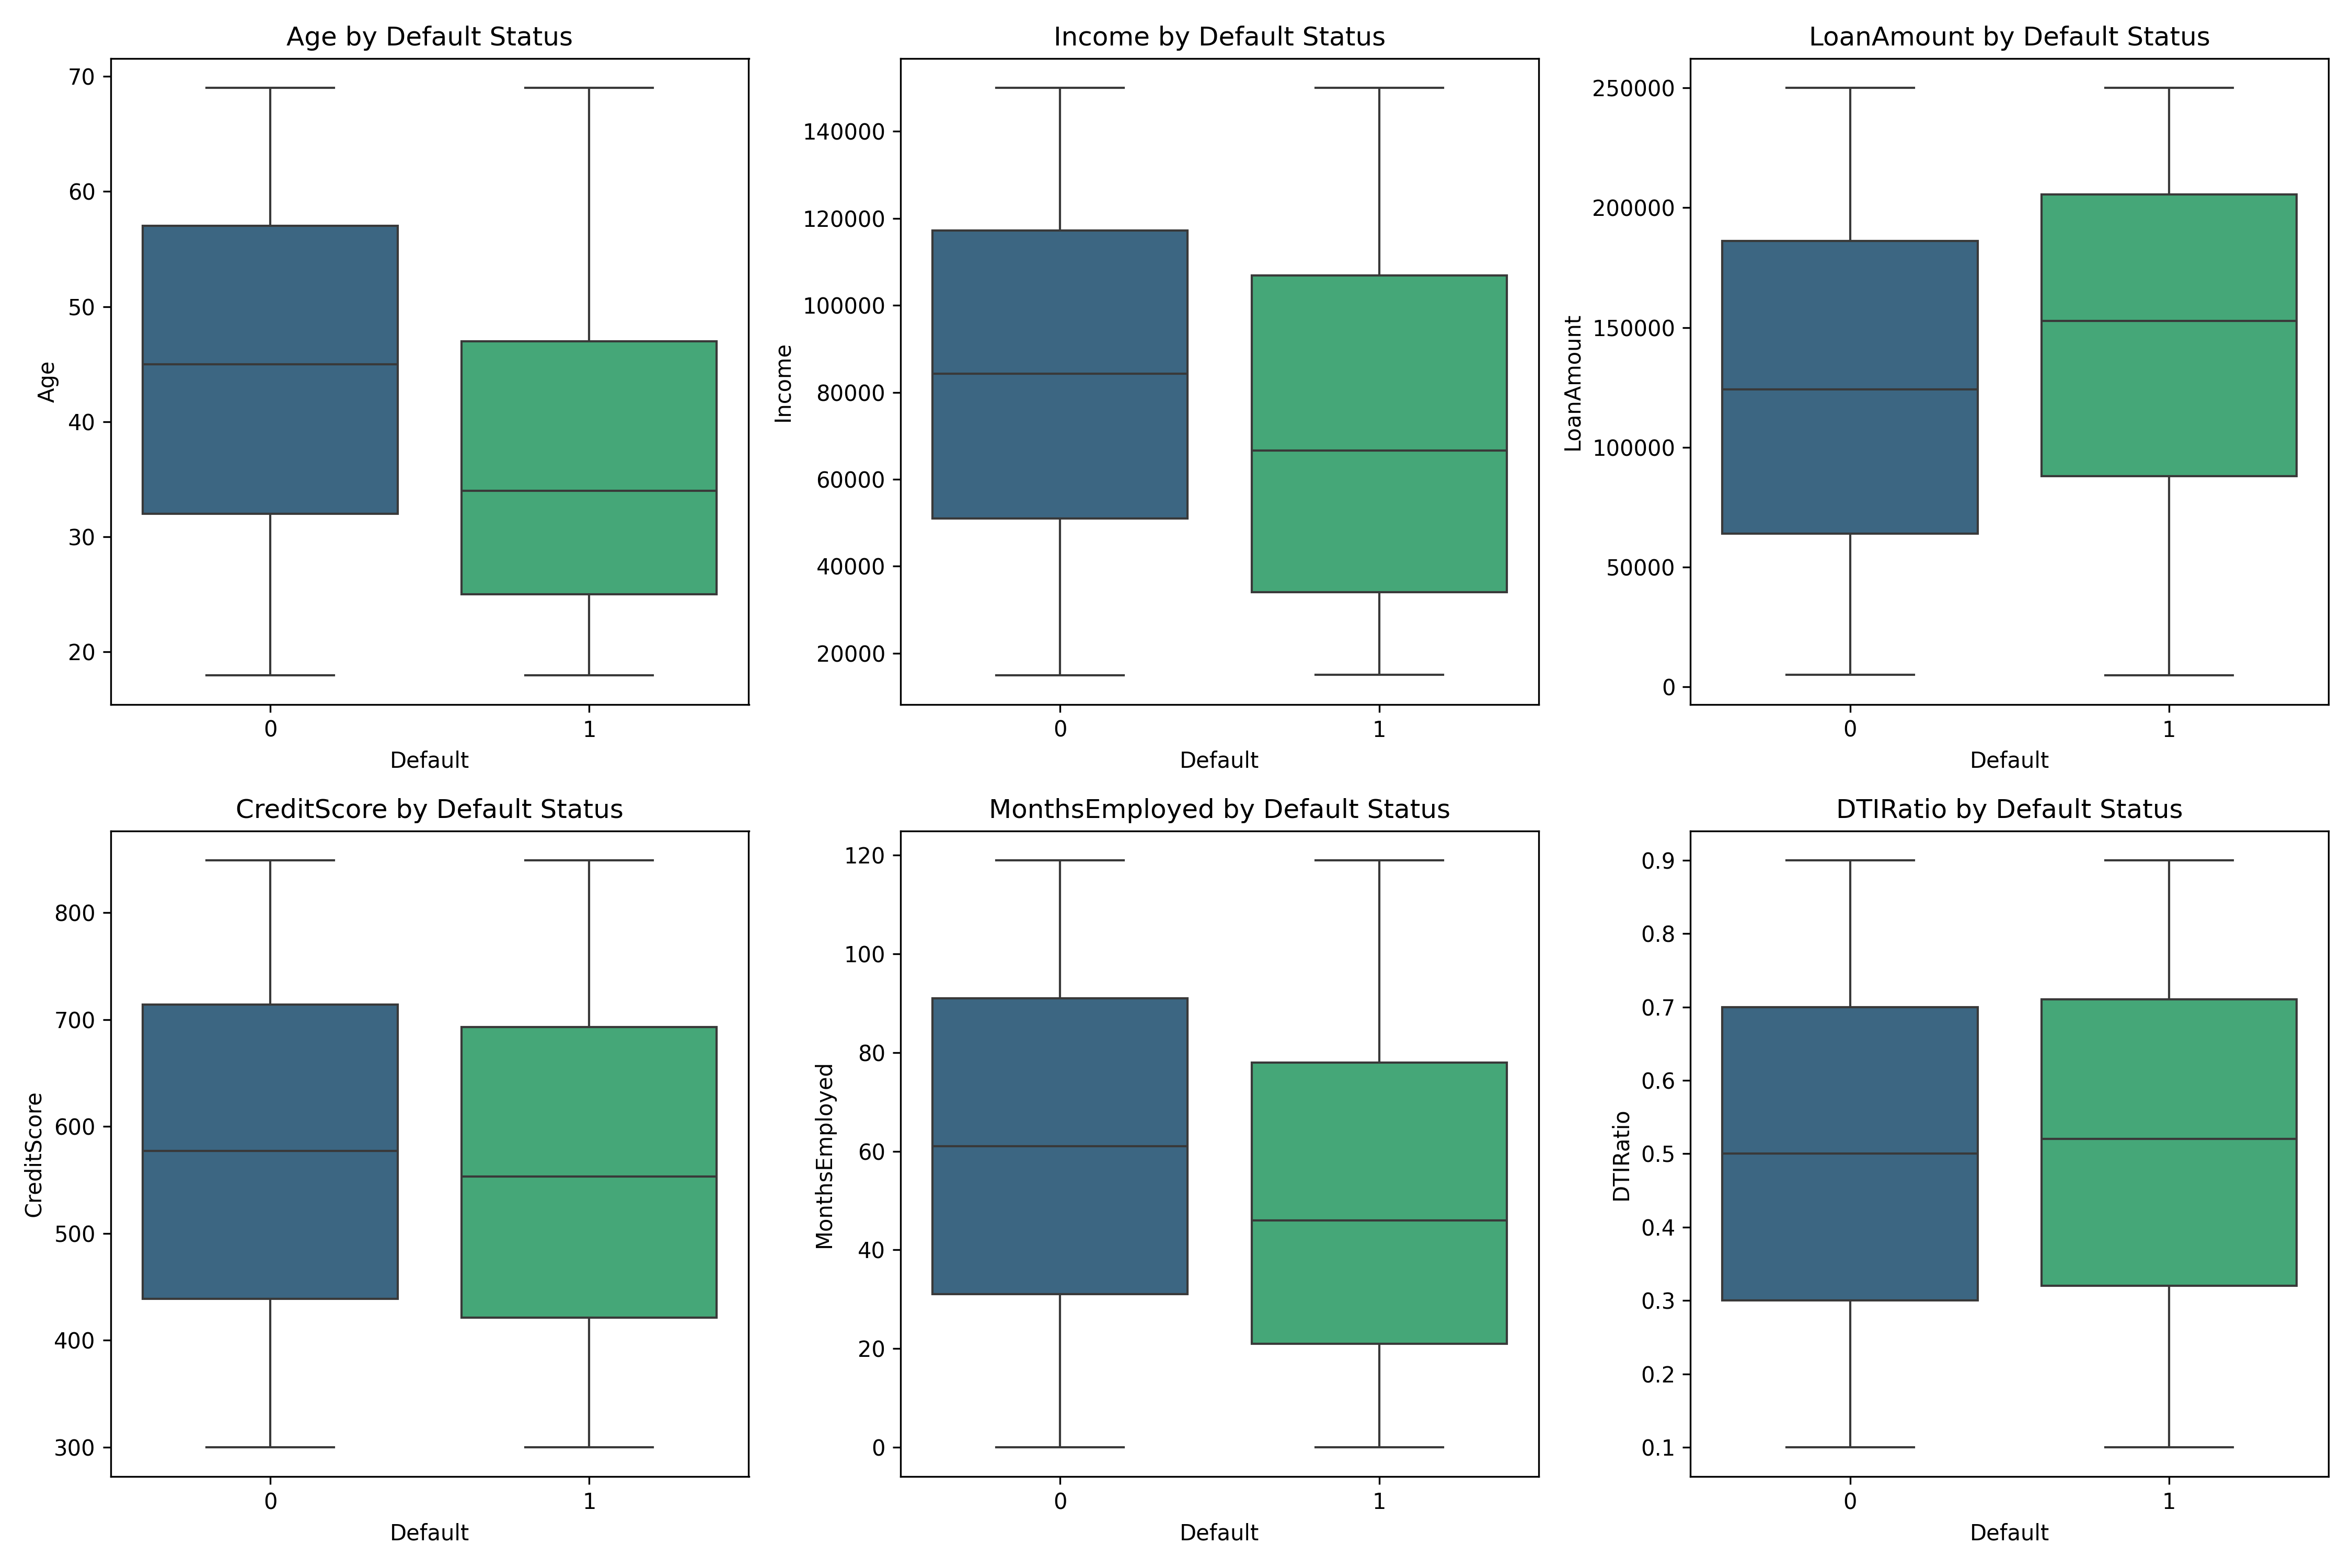 Age by Default Status
Age
70
60
50
40
30
20
0
1
Default
Income by Default Status
Income
140000
120000
100000
80000
60000
40000
20000
0
1
Default
LoanAmount by Default Status
LoanAmount
250000
200000
150000
100000
50000
0
0
1
Default
CreditScore by Default Status
CreditScore
800
700
600
500
400
300
0
1
Default
MonthsEmployed by Default Status
MonthsEmployed
120
100
80
60
40
20
0
0
1
Default
DTIRatio by Default Status
DTIRatio
0.9
0.8
0.7
0.6
0.5
0.4
0.3
0.2
0.1
0
1
Default